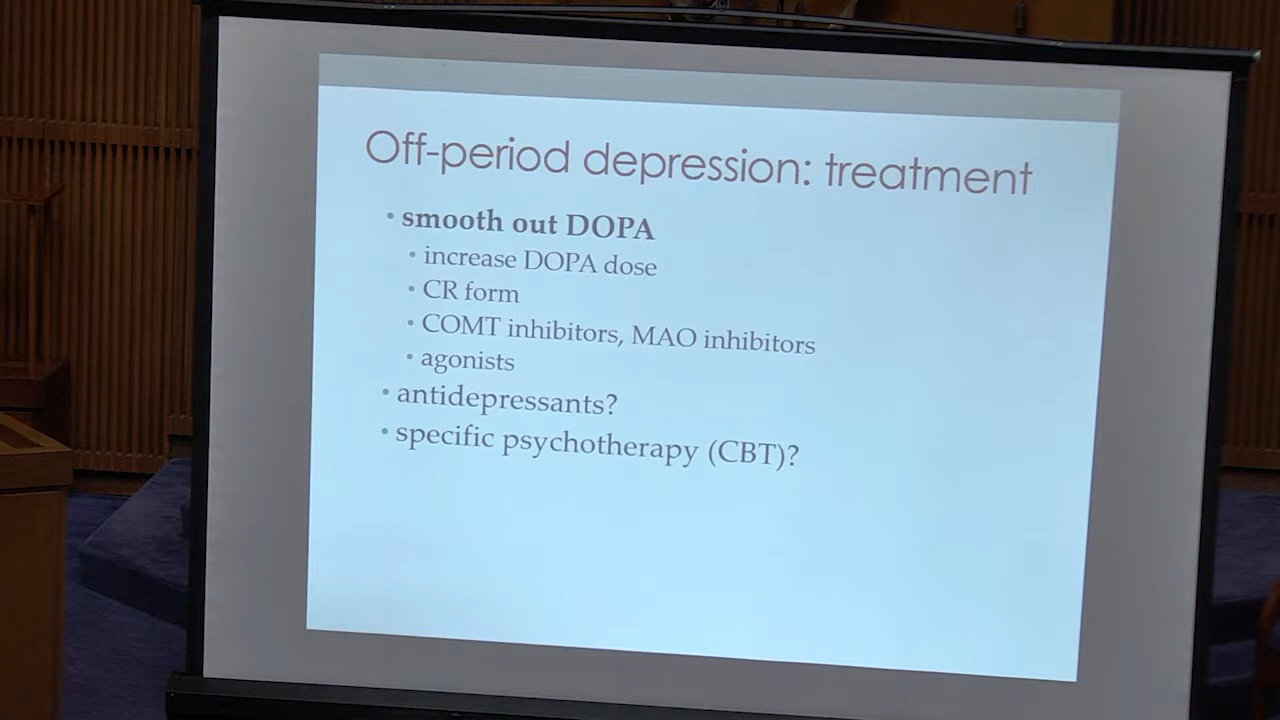 Off-period depression: treatment
• smooth out DOPA
• increase DOPA dose
• CR form
• COMT inhibitors, MAO inhibitors
• agonists
• antidepressants?
• specific psychotherapy (CBT)?